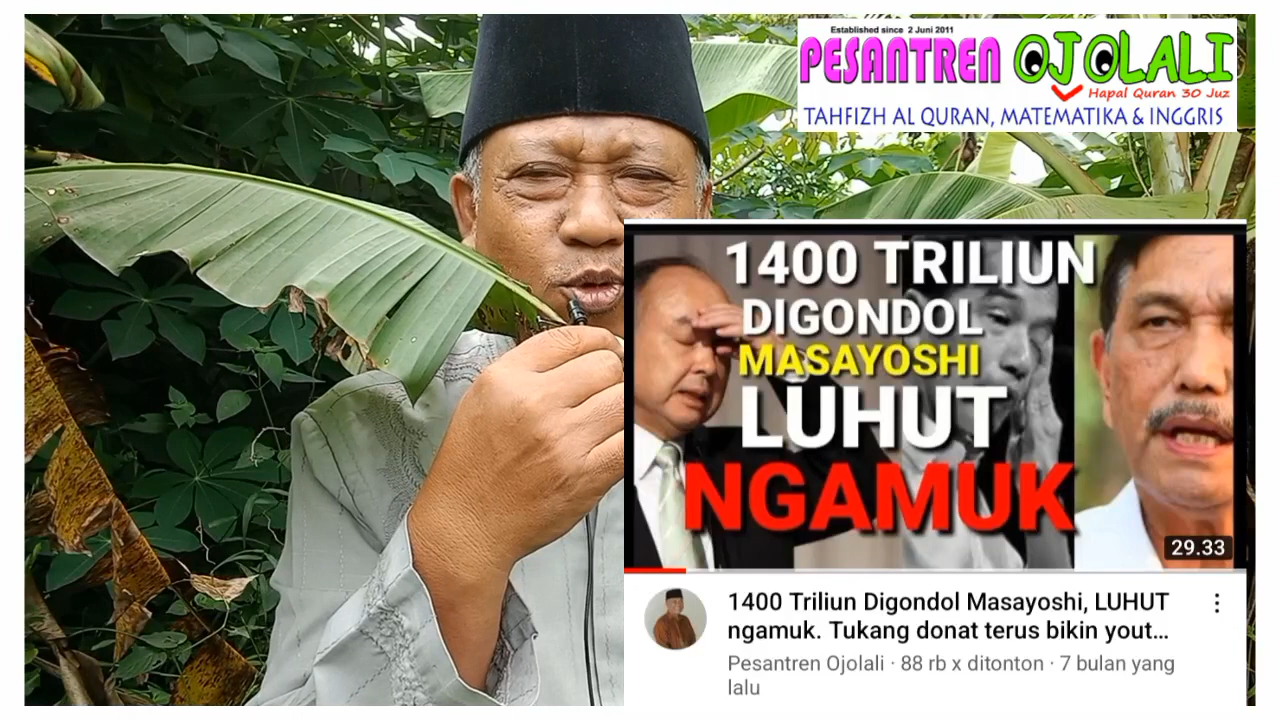 Established since 2 Juni 2011
PESANTREN OJOLALI
Hapal Quran 30 Juz
TAHFIZH AL QURAN, MATEMATIKA & INGGRIS
1400 TRILIUN
DIGONDOL
MASAYOSHI
LUHUT
NGAMUK
29.33
1400 Triliun Digondol Masayoshi, LUHUT
ngamuk. Tukang donat terus bikin yout...
Pesantren Ojolali · 88 rb x ditonton · 7 bulan yang
lalu